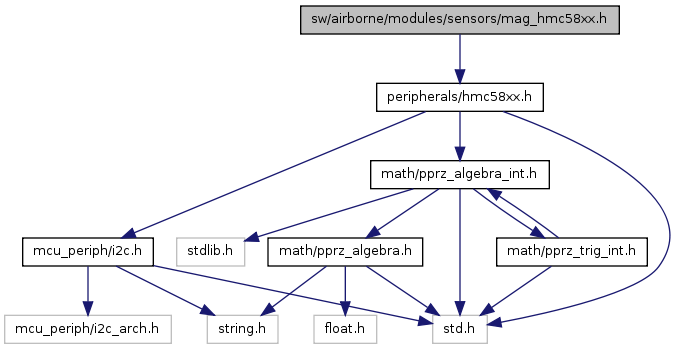 sw/airborne/modules/sensors/mag_hmc58xx.h
peripherals/hmc58xx.h
math/pprz_algebra_int.h
mcu_periph/i2c.h
stdlib.h
math/pprz_algebra.h
math/pprz_trig_int.h
mcu_periph/i2c_arch.h
string.h
float.h
std.h